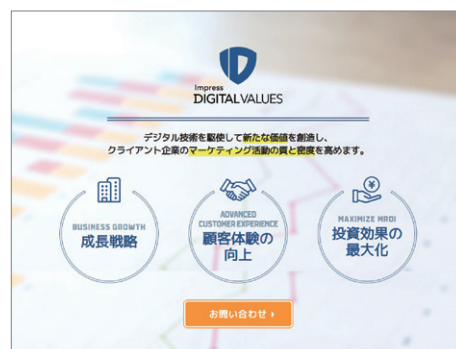 Impress
DIGITAL VALUES
デジタル技術を駆使して新たな価値を創造し、
クライアント企業のマーケティング活動の質と密度を高めます。
BUSINESS GROWTH
成長戦略
ADVANCED
CUSTOMER EXPERIENCE
顧客体験の
向上
MAXIMIZE MROI
投資効果の
最大化
お問い合わせ